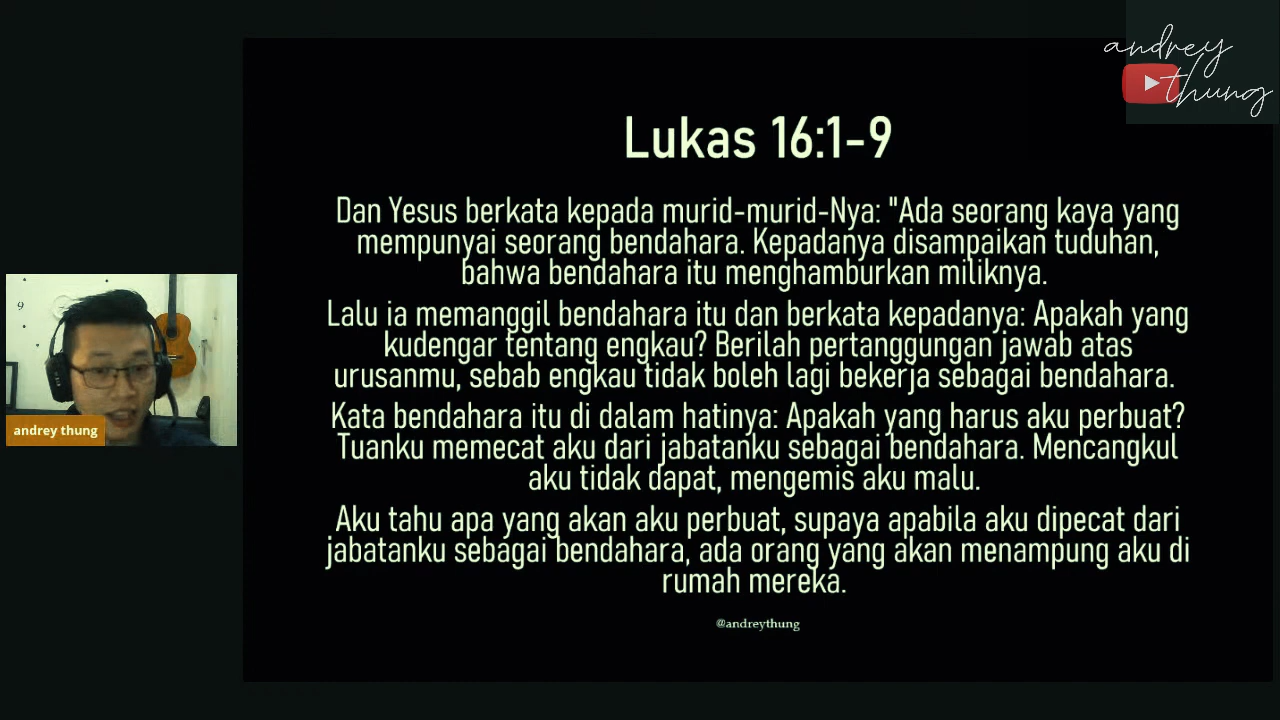 andrey
thung
Lukas 16:1-9
Dan Yesus berkata kepada murid-murid-Nya: "Ada seorang kaya yang
mempunyai seorang bendahara. Kepadanya disampaikan tuduhan,
bahwa bendahara itu menghamburkan miliknya.
Lalu ia memanggil bendahara itu dan berkata kepadanya: Apakah yang
kudengar tentang engkau? Berilah pertanggungan jawab atas
urusanmu, sebab engkau tidak boleh lagi bekerja sebagai bendahara.
Kata bendahara itu di dalam hatinya: Apakah yang harus aku perbuat?
Tuanku memecat aku dari jabatanku sebagai bendahara. Mencangkul
aku tidak dapat, mengemis aku malu.
Aku tahu apa yang akan aku perbuat, supaya apabila aku dipecat dari
jabatanku sebagai bendahara, ada orang yang akan menampung aku di
rumah mereka.
@andreythung
9
andrey thung